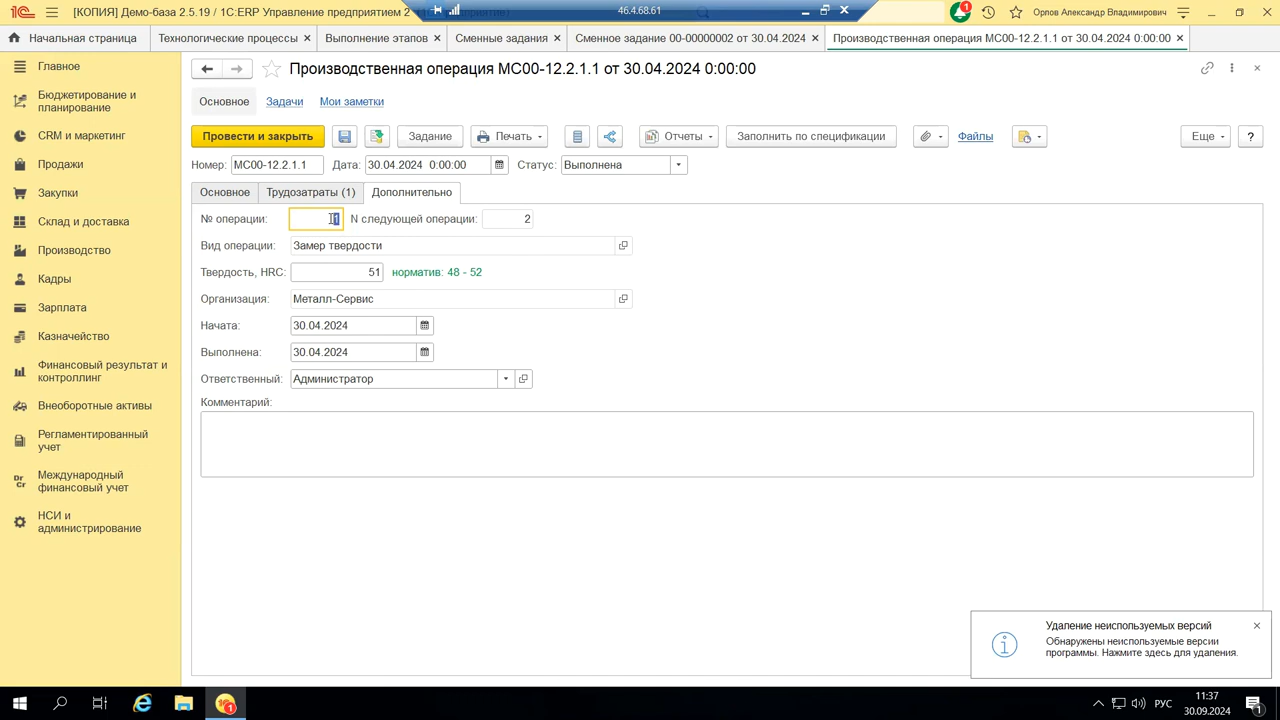 [КОПИЯ] Демо-база 2.5.19 / 1С:ERP Управление предприятием 2
46.4.68.61
1
Орлов Александр Владимирович
Начальная страница
Технологические процессы
Выполнение этапов
Сменные задания
Сменное задание 00-00000002 от 30.04.2024
Производственная операция МС00-12.2.1.1 от 30.04.2024 0:00:00
Главное
Бюджетирование и
планирование
CRM и маркетинг
Продажи
Закупки
Склад и доставка
Производство
Кадры
Зарплата
Казначейство
Финансовый результат и
контроллинг
Внеоборотные активы
Регламентированный
учет
Dr
Cr
Международный
финансовый учет
НСИ и
администрирование
Производственная операция МС00-12.2.1.1 от 30.04.2024 0:00:00
Основное Задачи Мои заметки
Провести и закрыть Задание Печать Отчеты Заполнить по спецификации Файлы Еще ?
Номер: МС00-12.2.1.1 Дата: 30.04.2024 0:00:00 Статус: Выполнена
Основное Трудозатраты (1) Дополнительно
№ операции: 1 N следующей операции: 2
Вид операции: Замер твердости
Твердость, HRC: 51 норматив: 48 - 52
Организация: Металл-Сервис
Начата: 30.04.2024
Выполнена: 30.04.2024
Ответственный: Администратор
Комментарий:
Удаление неиспользуемых версий
Обнаружены неиспользуемые версии
программы. Нажмите здесь для удаления.
1
РУС
11:37
30.09.2024
1